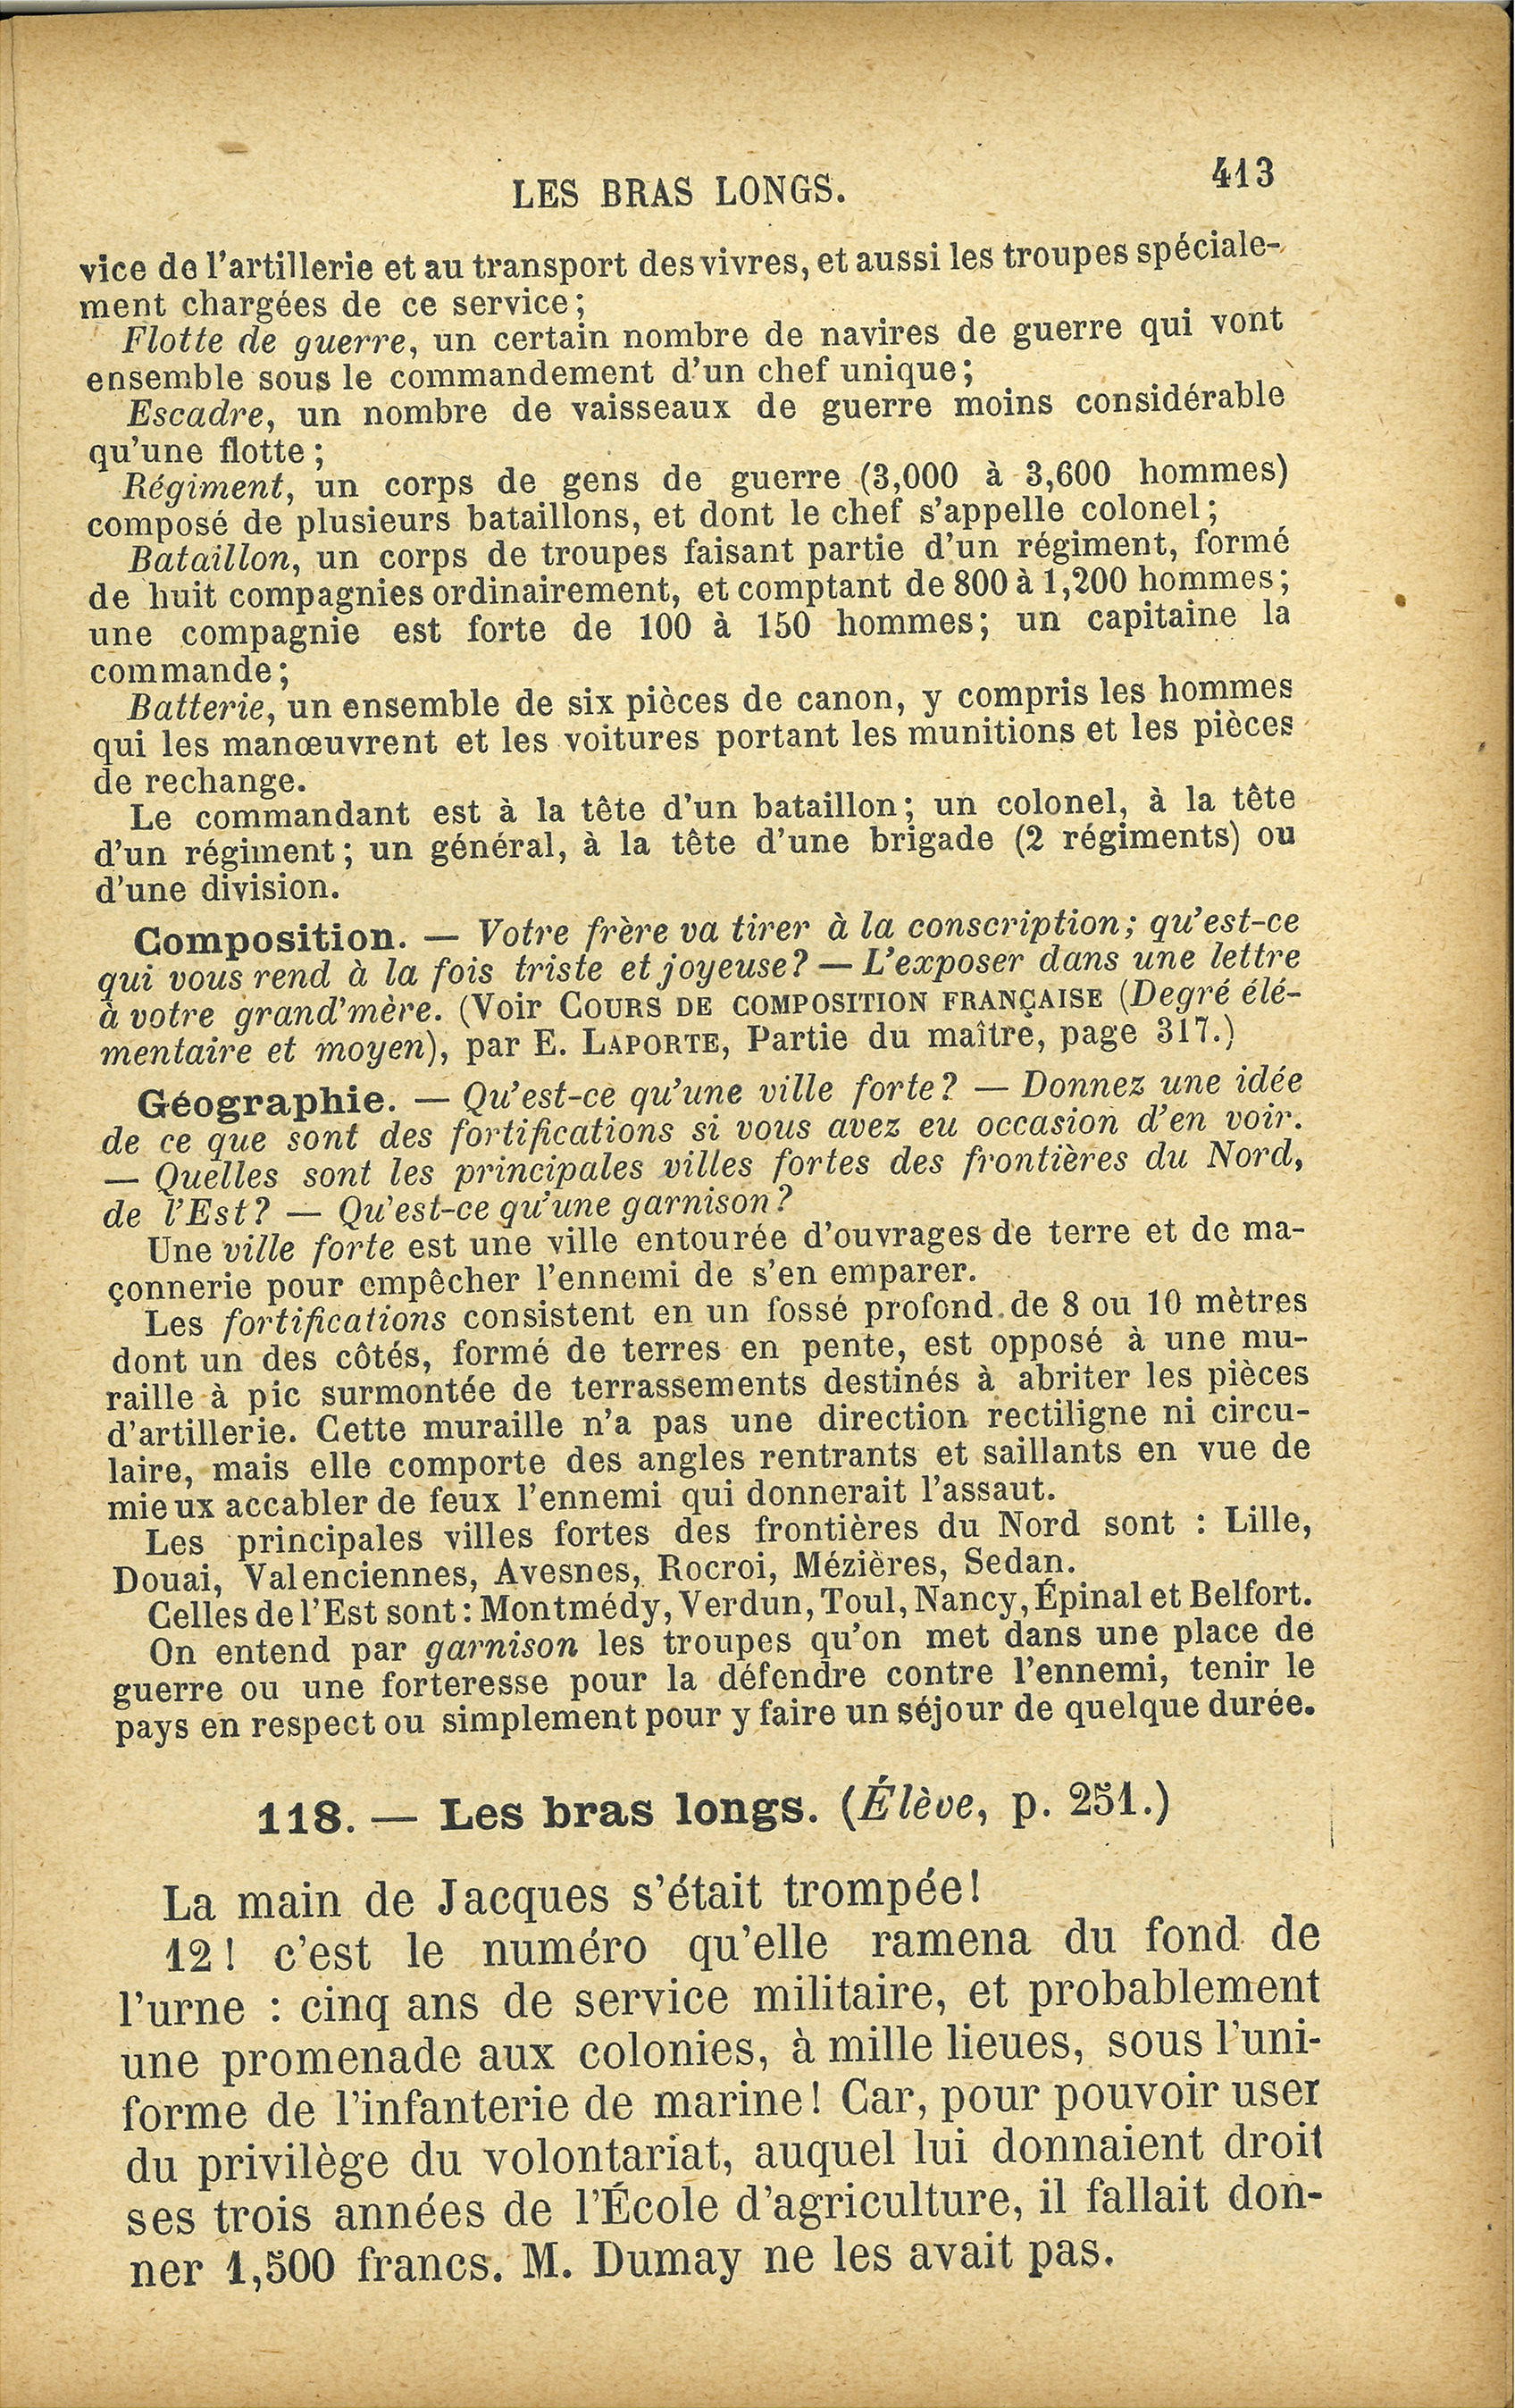 LES BRAS LONGS. 413
vice de l'artillerie et au transport des vivres, et aussi les troupes spéciale-
ment chargées de ce service;
Flotte de guerre, un certain nombre de navires de guerre qui vont
ensemble sous le commandement d'un chef unique;
Escadre, un nombre de vaisseaux de guerre moins considérable
qu'une flotte;
Régiment, un corps de gens de guerre (3,000 à 3,600 hommes)
composé de plusieurs bataillons, et dont le chef s'appelle colonel;
Bataillon, un corps de troupes faisant partie d'un régiment, formé
de huit compagnies ordinairement, et comptant de 800 à 1,200 hommes;
une compagnie est forte de 100 à 150 hommes; un capitaine la
commande;
Batterie, un ensemble de six pièces de canon, y compris les hommes
qui les manœuvrent et les voitures portant les munitions et les pièces
de rechange.
Le commandant est à la tête d'un bataillon; un colonel, à la tête
d'un régiment; un général, à la tête d'une brigade (2 régiments) ou
d'une division.
Composition. — Votre frère va tirer à la conscription; qu'est-ce
qui vous rend à la fois triste et joyeuse? — L'exposer dans une lettre
à votre grand'mère. (Voir COURS DE COMPOSITION FRANÇAISE (Degré élé-
mentaire et moyen), par E. LAPORTE, Partie du maître, page 317.)
Géographie. — Qu'est-ce qu'une ville forte? — Donnez une idée
de ce que sont des fortifications si vous avez eu occasion d'en voir.
— Quelles sont les principales villes fortes des frontières du Nord,
de l'Est? — Qu'est-ce qu'une garnison?
Une ville forte est une ville entourée d'ouvrages de terre et de ma-
çonnerie pour empêcher l'ennemi de s'en emparer.
Les fortifications consistent en un fossé profond de 8 ou 10 mètres
dont un des côtés, formé de terres en pente, est opposé à une mu-
raille à pic surmontée de terrassements destinés à abriter les pièces
d'artillerie. Cette muraille n'a pas une direction rectiligne ni circu-
laire, mais elle comporte des angles rentrants et saillants en vue de
mieux accabler de feux l'ennemi qui donnerait l'assaut.
Les principales villes fortes des frontières du Nord sont : Lille,
Douai, Valenciennes, Avesnes, Rocroi, Mézières, Sedan.
Celles de l'Est sont : Montmédy, Verdun, Toul, Nancy, Épinal et Belfort.
On entend par garnison les troupes qu'on met dans une place de
guerre ou une forteresse pour la défendre contre l'ennemi, tenir le
pays en respect ou simplement pour y faire un séjour de quelque durée.
118. — Les bras longs. (Élève, p. 251.)
La main de Jacques s'était trompée!
12! c'est le numéro qu'elle ramena du fond de
l'urne : cinq ans de service militaire, et probablement
une promenade aux colonies, à mille lieues, sous l'uni-
forme de l'infanterie de marine! Car, pour pouvoir user
du privilège du volontariat, auquel lui donnaient droit
ses trois années de l'École d'agriculture, il fallait don-
ner 1,500 francs. M. Dumay ne les avait pas.